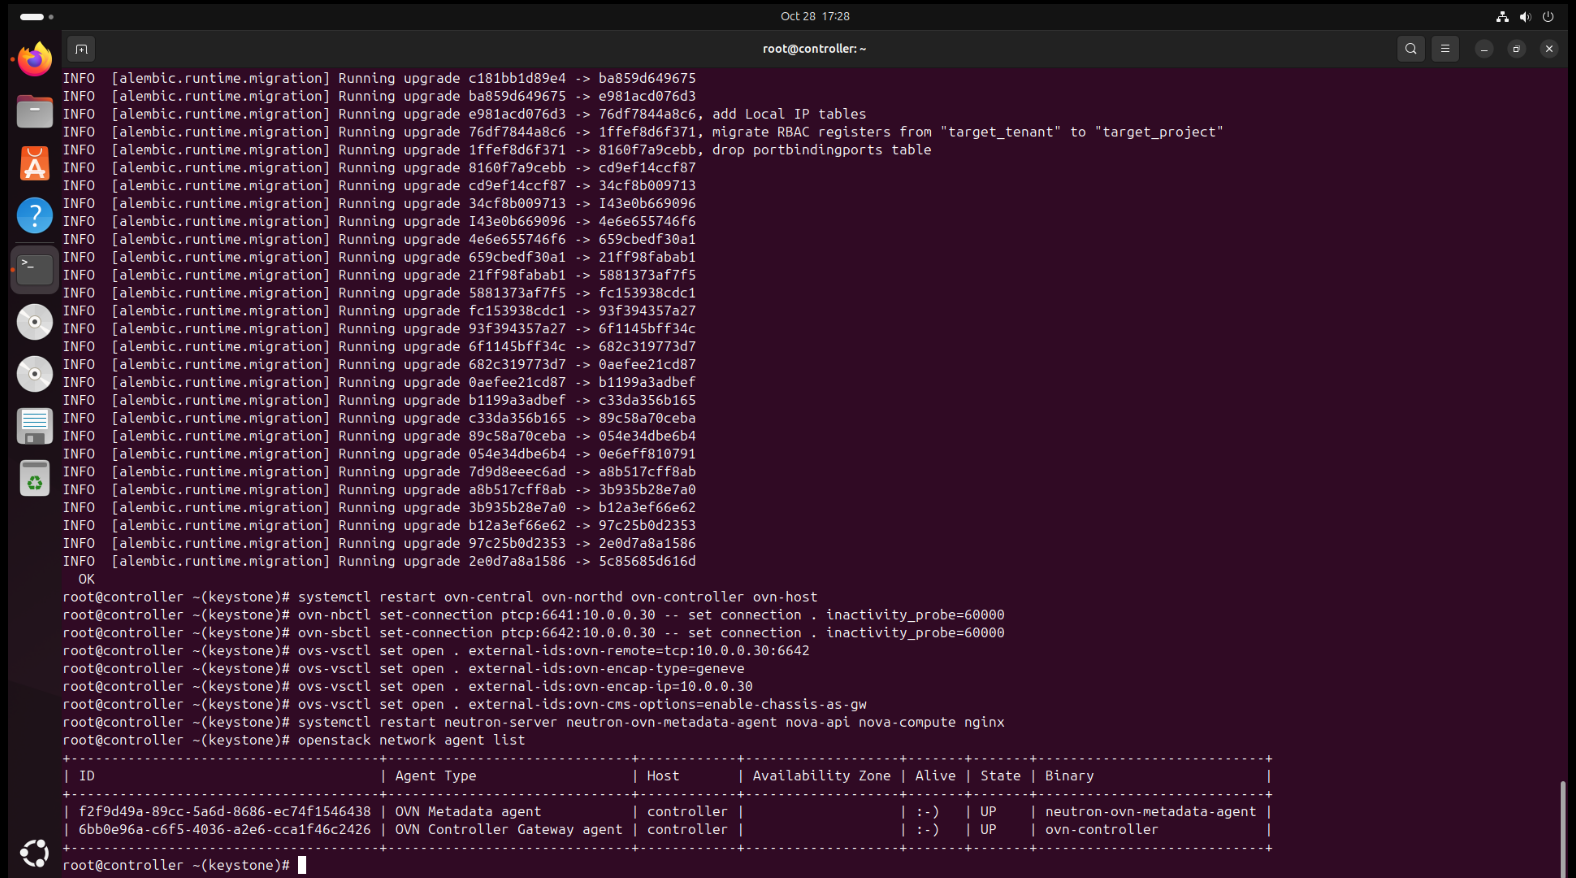 Oct 28 17:28
root@controller: ~
INFO  [alembic.runtime.migration] Running upgrade c181bb1d89e4 -> ba859d649675
INFO  [alembic.runtime.migration] Running upgrade ba859d649675 -> e981acd076d3
INFO  [alembic.runtime.migration] Running upgrade e981acd076d3 -> 76df7844a8c6, add Local IP tables
INFO  [alembic.runtime.migration] Running upgrade 76df7844a8c6 -> 1ffef8d6f371, migrate RBAC registers from "target_tenant" to "target_project"
INFO  [alembic.runtime.migration] Running upgrade 1ffef8d6f371 -> 8160f7a9cebb, drop portbindingports table
INFO  [alembic.runtime.migration] Running upgrade 8160f7a9cebb -> cd9ef14ccf87
INFO  [alembic.runtime.migration] Running upgrade cd9ef14ccf87 -> 34cf8b009713
INFO  [alembic.runtime.migration] Running upgrade 34cf8b009713 -> I43e0b669096
INFO  [alembic.runtime.migration] Running upgrade I43e0b669096 -> 4e6e655746f6
INFO  [alembic.runtime.migration] Running upgrade 4e6e655746f6 -> 659cbedf30a1
INFO  [alembic.runtime.migration] Running upgrade 659cbedf30a1 -> 21ff98fabab1
INFO  [alembic.runtime.migration] Running upgrade 21ff98fabab1 -> 5881373af7f5
INFO  [alembic.runtime.migration] Running upgrade 5881373af7f5 -> fc153938cdc1
INFO  [alembic.runtime.migration] Running upgrade fc153938cdc1 -> 93f394357a27
INFO  [alembic.runtime.migration] Running upgrade 93f394357a27 -> 6f1145bff34c
INFO  [alembic.runtime.migration] Running upgrade 6f1145bff34c -> 682c319773d7
INFO  [alembic.runtime.migration] Running upgrade 682c319773d7 -> 0aefee21cd87
INFO  [alembic.runtime.migration] Running upgrade 0aefee21cd87 -> b1199a3adbef
INFO  [alembic.runtime.migration] Running upgrade b1199a3adbef -> c33da356b165
INFO  [alembic.runtime.migration] Running upgrade c33da356b165 -> 89c58a70ceba
INFO  [alembic.runtime.migration] Running upgrade 89c58a70ceba -> 054e34dbe6b4
INFO  [alembic.runtime.migration] Running upgrade 054e34dbe6b4 -> 0e6eff810791
INFO  [alembic.runtime.migration] Running upgrade 7d9d8eeec6ad -> a8b517cff8ab
INFO  [alembic.runtime.migration] Running upgrade a8b517cff8ab -> 3b935b28e7a0
INFO  [alembic.runtime.migration] Running upgrade 3b935b28e7a0 -> b12a3ef66e62
INFO  [alembic.runtime.migration] Running upgrade b12a3ef66e62 -> 97c25b0d2353
INFO  [alembic.runtime.migration] Running upgrade 97c25b0d2353 -> 2e0d7a8a1586
INFO  [alembic.runtime.migration] Running upgrade 2e0d7a8a1586 -> 5c85685d616d
  OK
root@controller ~(keystone)# systemctl restart ovn-central ovn-northd ovn-controller ovn-host
root@controller ~(keystone)# ovn-nbctl set-connection ptcp:6641:10.0.0.30 -- set connection . inactivity_probe=60000
root@controller ~(keystone)# ovn-sbctl set-connection ptcp:6642:10.0.0.30 -- set connection . inactivity_probe=60000
root@controller ~(keystone)# ovs-vsctl set open . external-ids:ovn-remote=tcp:10.0.0.30:6642
root@controller ~(keystone)# ovs-vsctl set open . external-ids:ovn-encap-type=geneve
root@controller ~(keystone)# ovs-vsctl set open . external-ids:ovn-encap-ip=10.0.0.30
root@controller ~(keystone)# ovs-vsctl set open . external-ids:ovn-cms-options=enable-chassis-as-gw
root@controller ~(keystone)# systemctl restart neutron-server neutron-ovn-metadata-agent nova-api nova-compute nginx
root@controller ~(keystone)# openstack network agent list
+--------------------------------------+------------------------------+------------+-------------------+-------+-------+----------------------------+
| ID                                   | Agent Type                   | Host       | Availability Zone | Alive | State | Binary                     |
+--------------------------------------+------------------------------+------------+-------------------+-------+-------+----------------------------+
| f2f9d49a-89cc-5a6d-8686-ec74f1546438 | OVN Metadata agent           | controller |                   | :-)   | UP    | neutron-ovn-metadata-agent |
| 6bb0e96a-c6f5-4036-a2e6-cca1f46c2426 | OVN Controller Gateway agent | controller |                   | :-)   | UP    | ovn-controller             |
+--------------------------------------+------------------------------+------------+-------------------+-------+-------+----------------------------+
root@controller ~(keystone)#